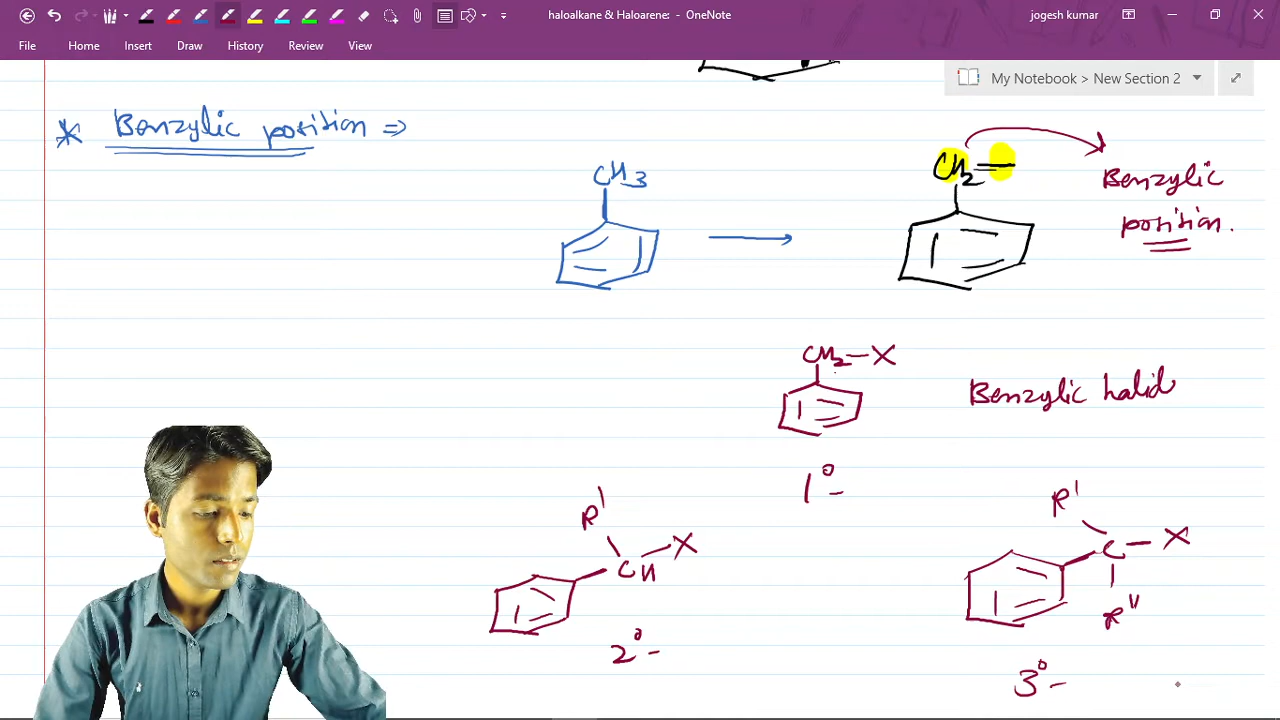 haloalkane & Haloarene: - OneNote
jogesh kumar
File Home Insert Draw History Review View
My Notebook > New Section 2
* Benzylic position ⇒
CH3
CH2 —
Benzylic
position.
CH2—X
Benzylic halid
1°
R'
CH—X
2°
R'
C—X
R"
3°